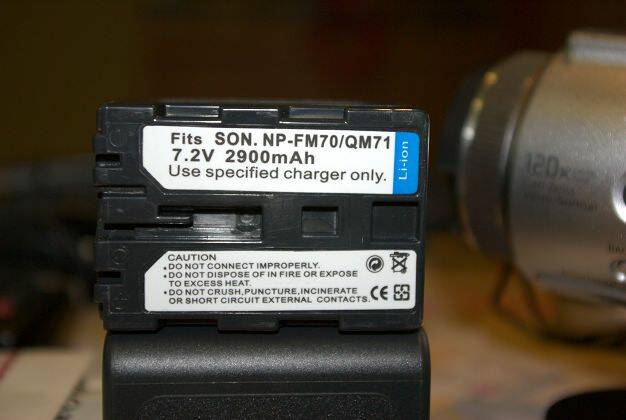 Fits SON. NP-FM70/QM71
7.2V 2900mAh
Use specified charger only.
Li-ion
CAUTION
•DO NOT CONNECT IMPROPERLY.
•DO NOT DISPOSE OF IN FIRE OR EXPOSE
TO EXCESS HEAT.
•DO NOT CRUSH,PUNCTURE,INCINERATE
OR SHORT CIRCUIT EXTERNAL CONTACTS.
CE
120x